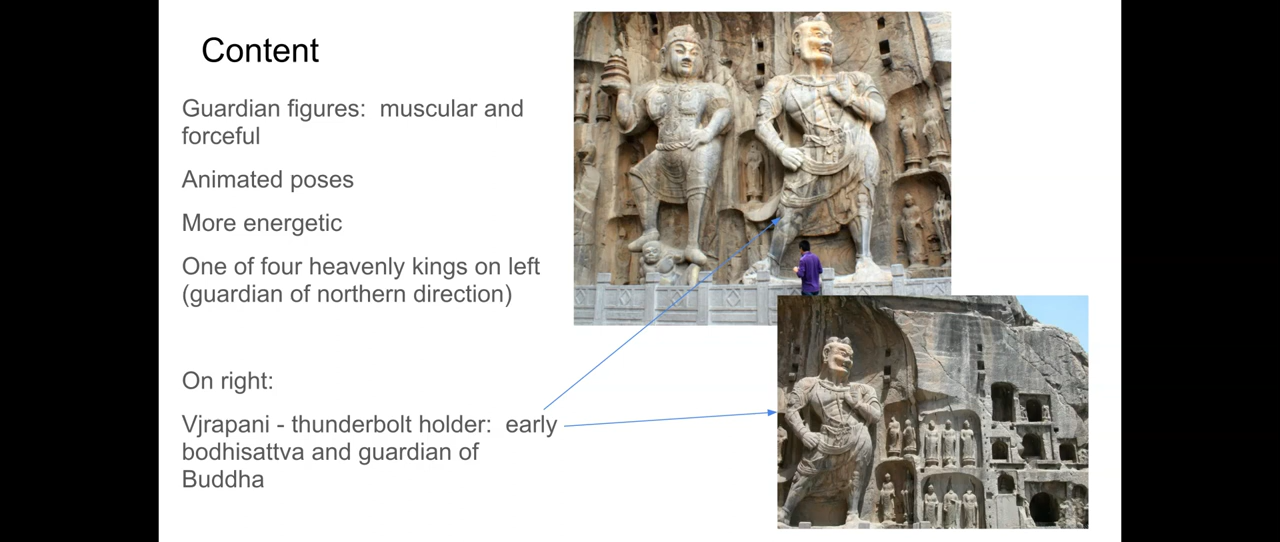 Content
Guardian figures:  muscular and
forceful
Animated poses
More energetic
One of four heavenly kings on left
(guardian of northern direction)
On right:
Vjrapani - thunderbolt holder:  early
bodhisattva and guardian of
Buddha